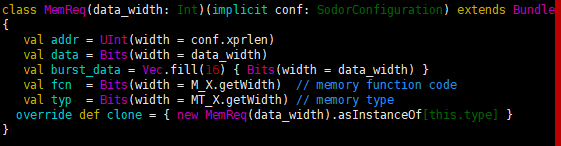 class MemReq(data_width: Int)(implicit conf: SodorConfiguration) extends Bundle
{
val addr = UInt(width = conf.xprlen)
val data = Bits(width = data_width)
val burst_data = Vec.fill(16) { Bits(width = data_width) }
val fcn = Bits(width = M_X.getWidth) // memory function code
val typ = Bits(width = MT_X.getWidth) // memory type
override def clone = { new MemReq(data_width).asInstanceOf[this.type] }
}